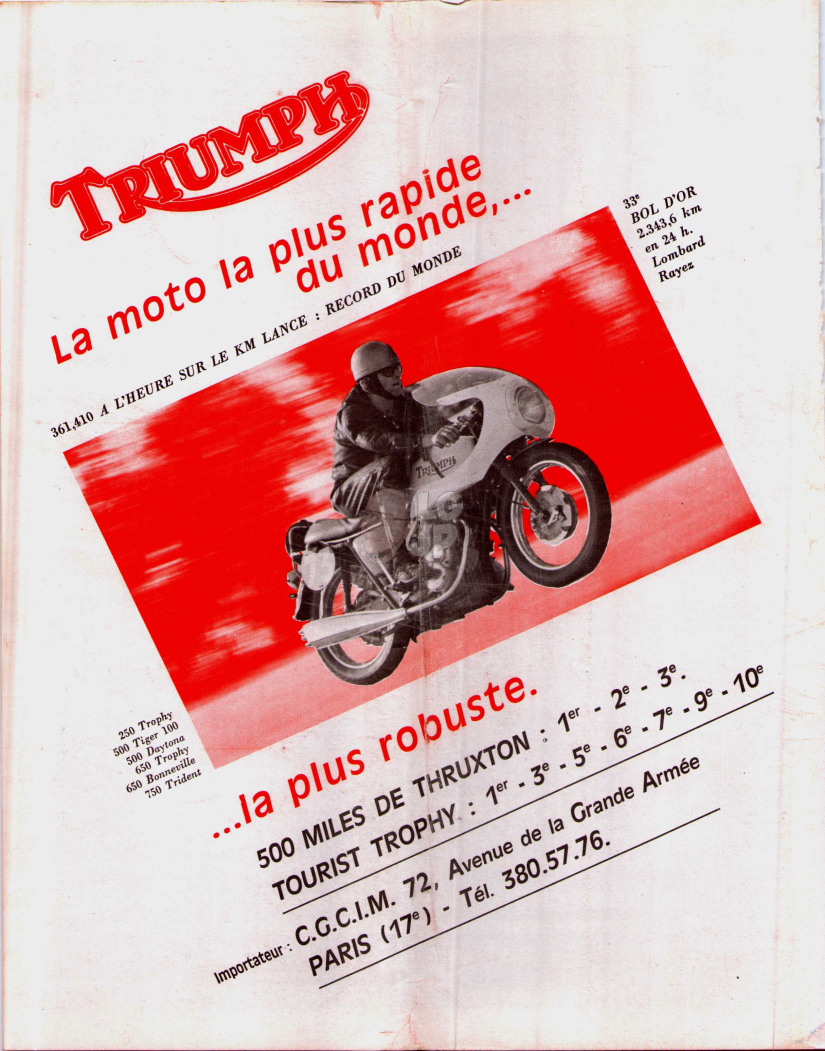 TRIUMPH
La moto la plus rapide
du monde,...
361,410 A L'HEURE SUR LE KM LANCE : RECORD DU MONDE
33e
BOL D'OR
2.343,6 km
en 24 h.
Lombard
Rayez
TRIUMPH
250 Trophy
500 Tiger 100
500 Daytona
650 Trophy
650 Bonneville
750 Trident
...la plus robuste.
500 MILES DE THRUXTON : 1er - 2e - 3e.
TOURIST TROPHY : 1er - 3e - 5e - 6e - 7e - 9e - 10e
Importateur : C.G.C.I.M. 72, Avenue de la Grande Armée
PARIS (17e) - Tél. 380.57.76.